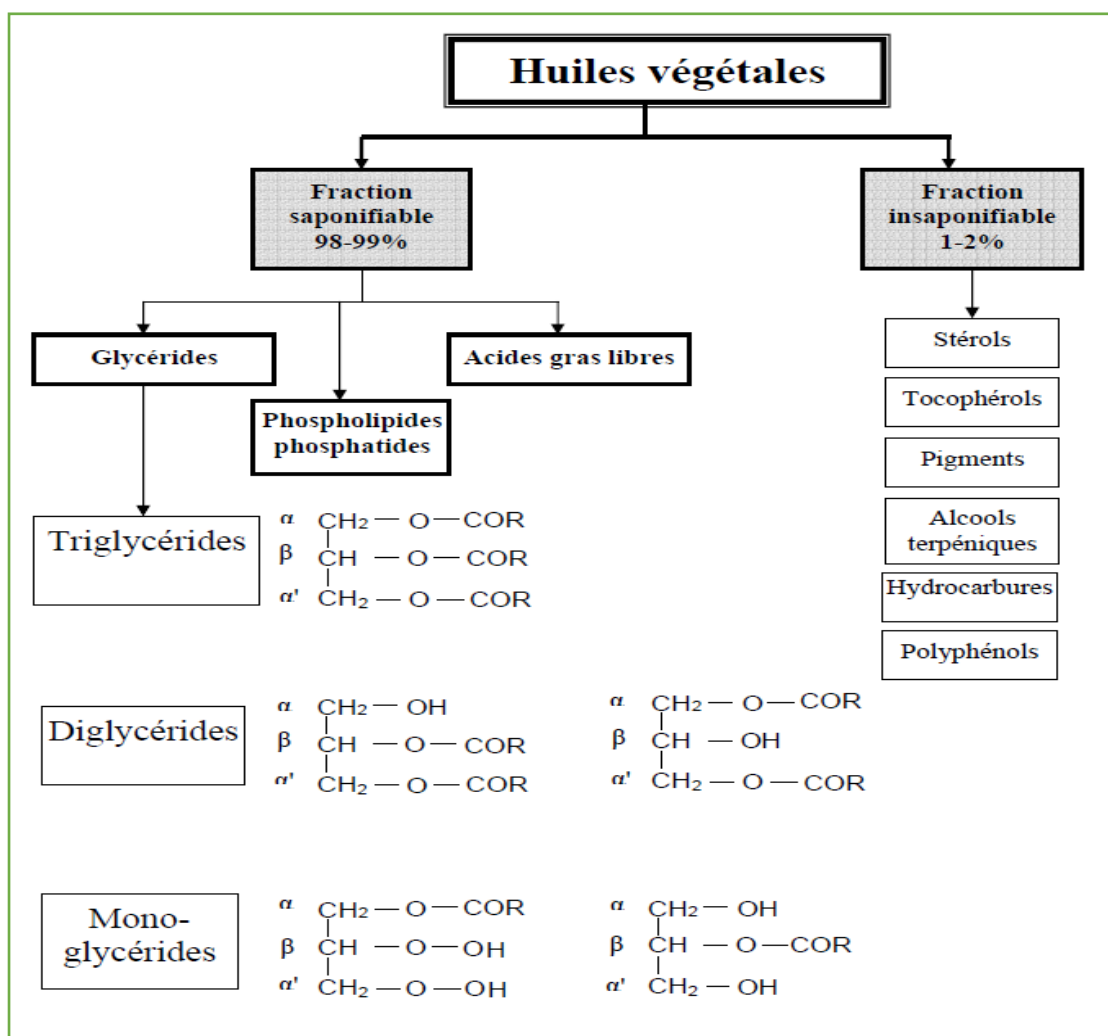 Huiles végétales
Fraction
saponifiable
98-99%
Fraction
insaponifiable
1-2%
Glycérides
Acides gras libres
Phospholipides
phosphatides
Stérols
Tocophérols
Pigments
Alcools
terpéniques
Hydrocarbures
Polyphénols
Triglycérides
α CH₂ — O — COR
β CH — O — COR
α' CH₂ — O — COR
Diglycérides
α CH₂ — OH
β CH — O — COR
α' CH₂ — O — COR
α CH₂ — O — COR
β CH — OH
α' CH₂ — O — COR
Mono-
glycérides
α CH₂ — O — COR
β CH — O — OH
α' CH₂ — O — OH
α CH₂ — OH
β CH — O — COR
α' CH₂ — OH